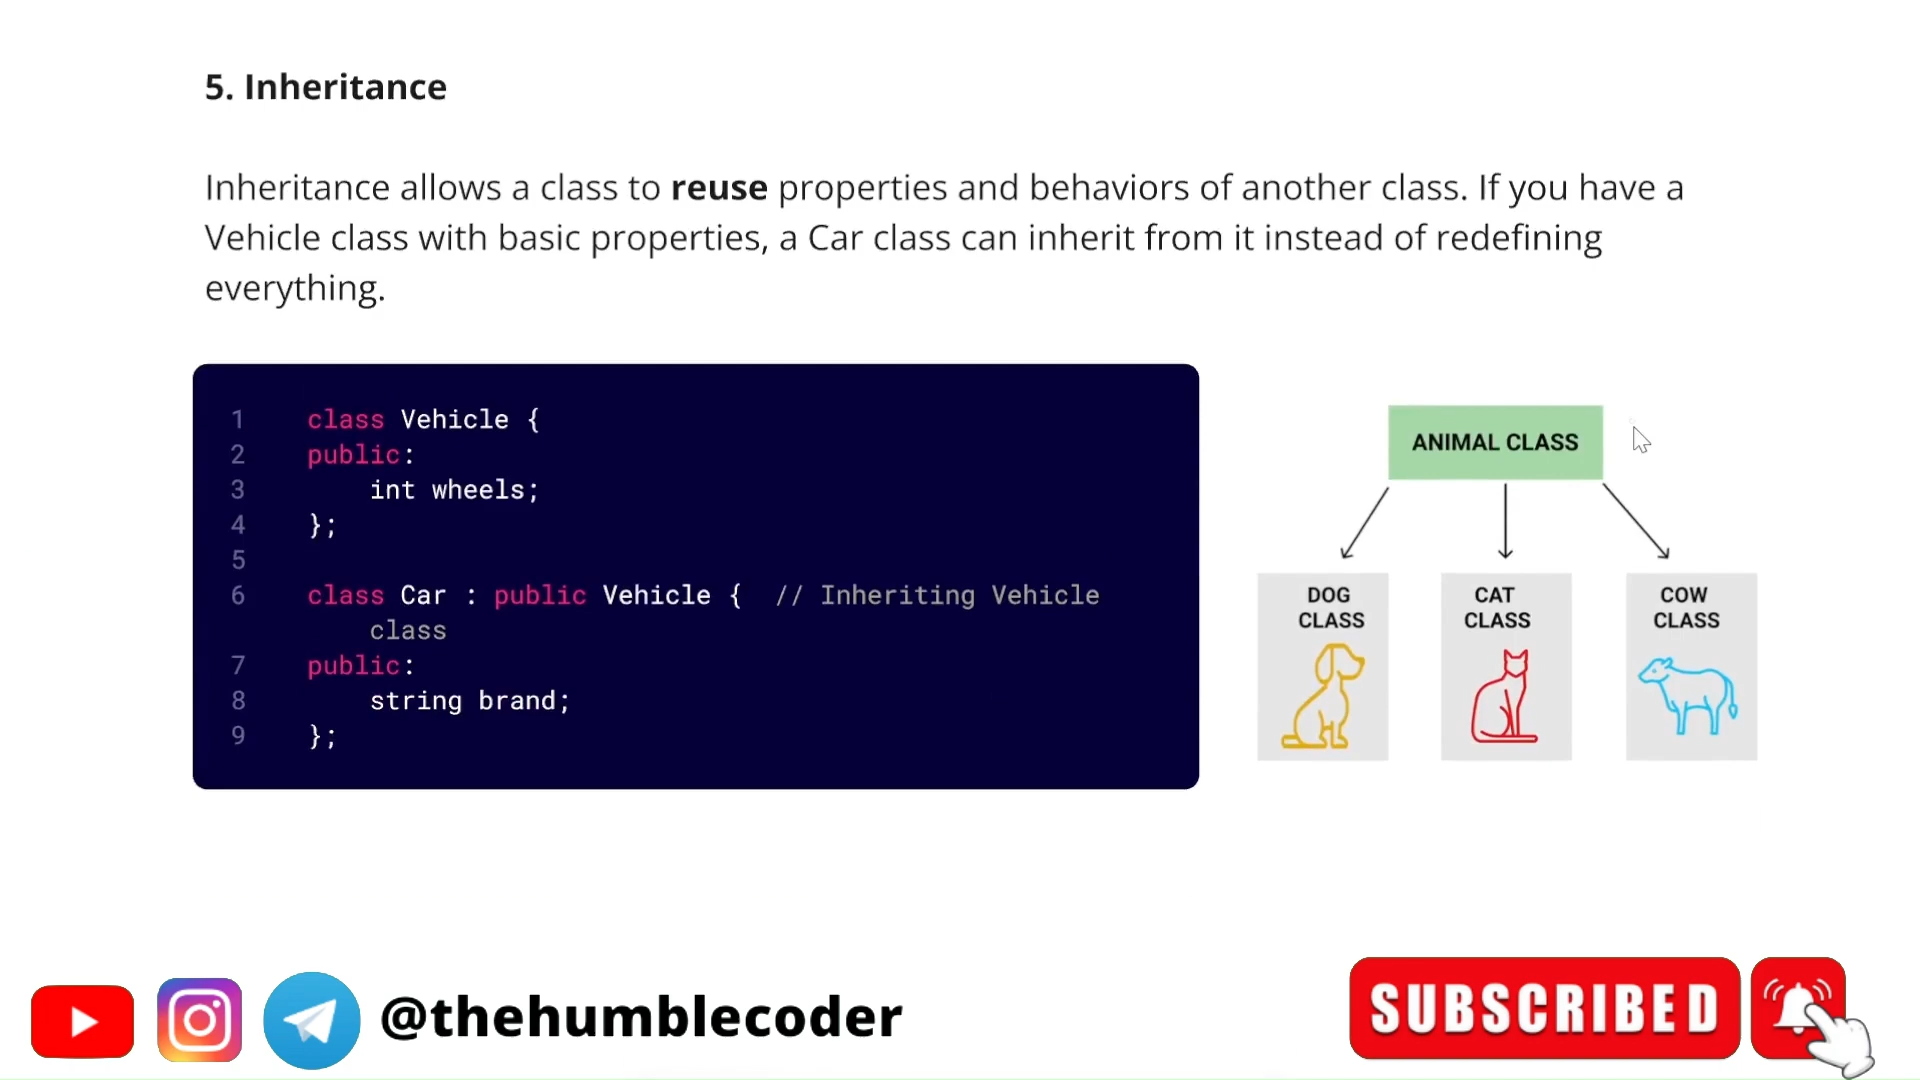 5. Inheritance
Inheritance allows a class to reuse properties and behaviors of another class. If you have a
Vehicle class with basic properties, a Car class can inherit from it instead of redefining
everything.
1 class Vehicle {
2 public:
3 int wheels;
4 };
5
6 class Car : public Vehicle { // Inheriting Vehicle
class
7 public:
8 string brand;
9 };
ANIMAL CLASS
DOG
CLASS
CAT
CLASS
COW
CLASS
@thehumblecoder
SUBSCRIBED